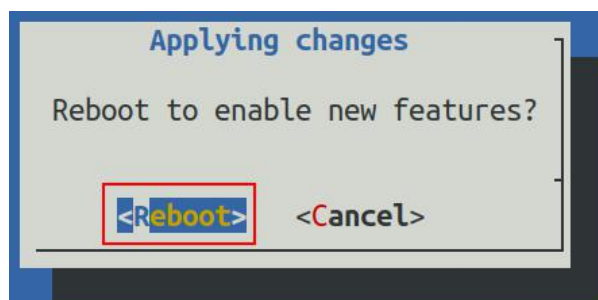 Applying changes
Reboot to enable new features?
<Reboot> <Cancel>